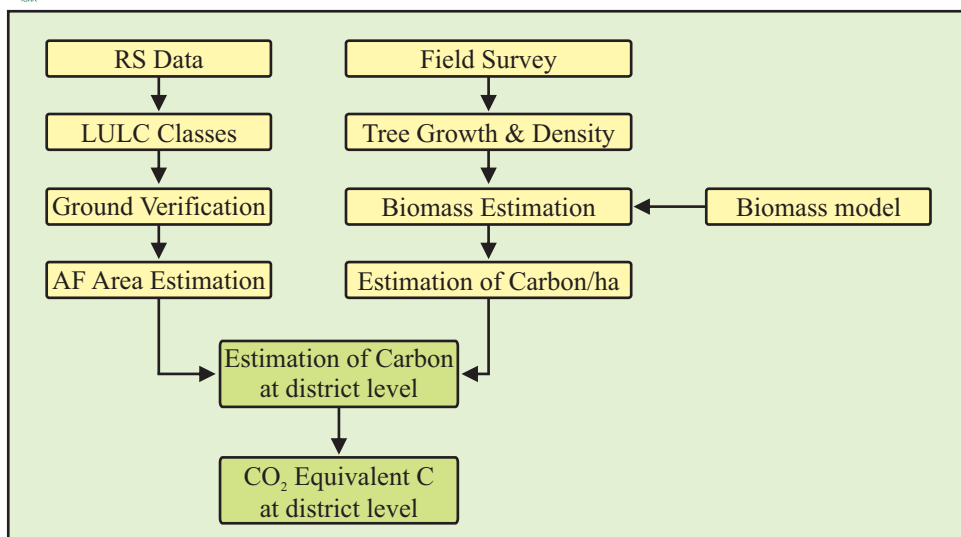 RS Data
Field Survey
LULC Classes
Tree Growth & Density
Ground Verification
Biomass Estimation
Biomass model
AF Area Estimation
Estimation of Carbon/ha
Estimation of Carbon
at district level
CO₂ Equivalent C
at district level